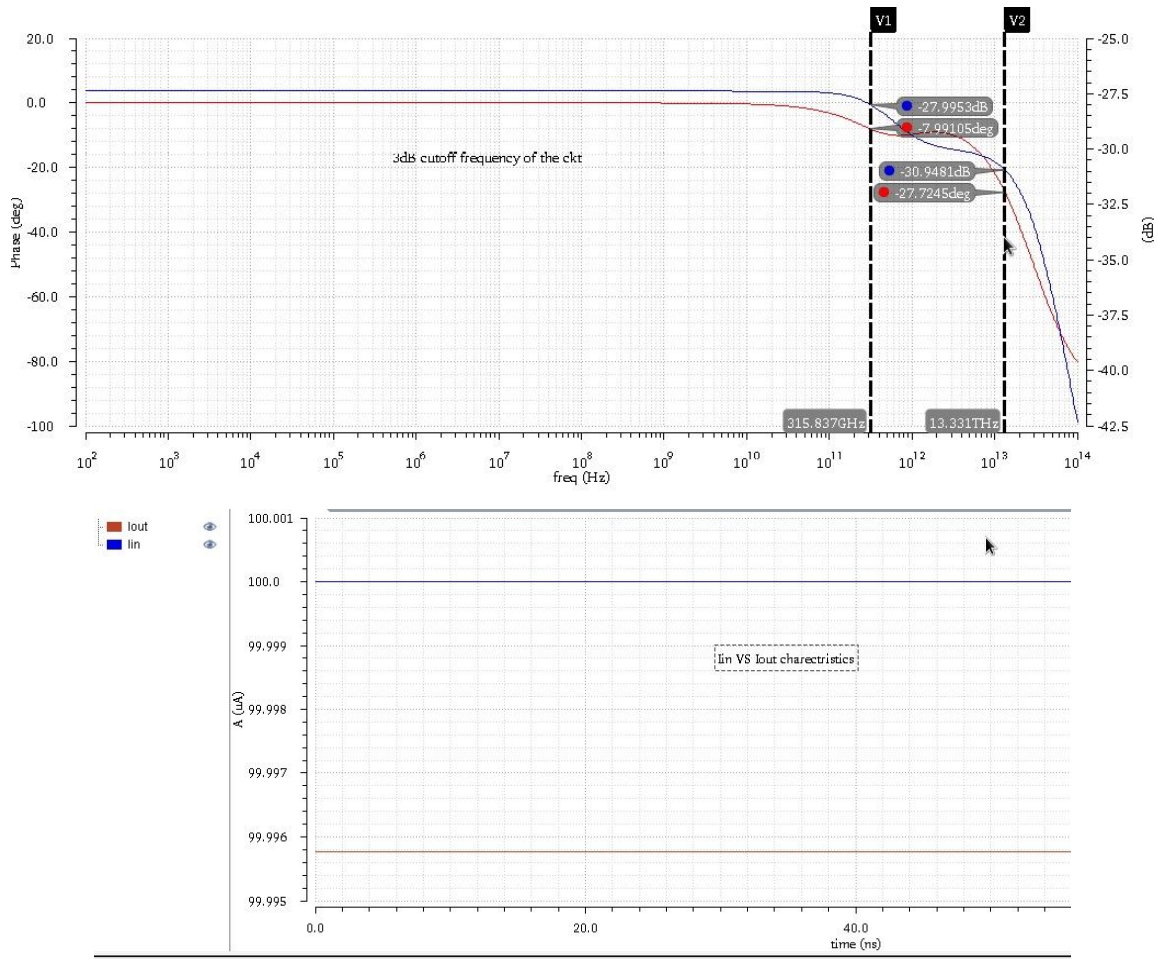 V1 V2
20.0 -25.0
0.0 -27.5
-27.9953dB
-7.99105deg
3dB cutoff frequency of the ckt
-20.0 -30.0
-30.9481dB
-27.7245deg
Phase (deg)
-40.0 -32.5
(dB)
-35.0
-60.0
-37.5
-80.0
-40.0
-100 315.837GHz 13.331THz -42.5
10² 10³ 10⁴ 10⁵ 10⁶ 10⁷ 10⁸ 10⁹ 10¹⁰ 10¹¹ 10¹² 10¹³ 10¹⁴
freq (Hz)
Iout
Iin
100.001
100.0
99.999
Iin VS Iout charectristics
A (uA)
99.998
99.997
99.996
99.995
0.0 20.0 40.0
time (ns)